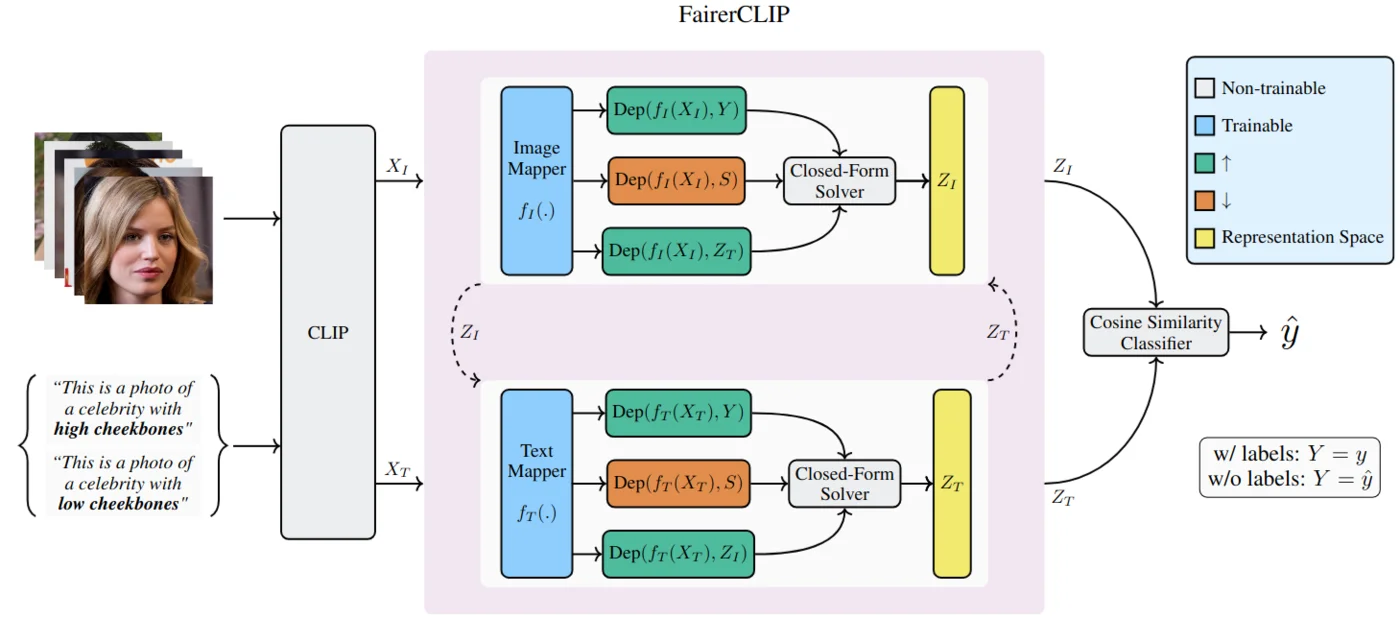 FairerCLIP
X_I
X_T
CLIP
“This is a photo of
a celebrity with
high cheekbones"
“This is a photo of
a celebrity with
low cheekbones"
Image
Mapper
f_I(.)
Dep(f_I(X_I), Y)
Dep(f_I(X_I), S)
Dep(f_I(X_I), Z_T)
Closed-Form
Solver
Z_I
Z_I
Z_T
Text
Mapper
f_T(.)
Dep(f_T(X_T), Y)
Dep(f_T(X_T), S)
Dep(f_T(X_T), Z_I)
Closed-Form
Solver
Z_T
Z_I
Z_T
Cosine Similarity
Classifier
ŷ
Non-trainable
Trainable
↑
↓
Representation Space
w/ labels: Y = y
w/o labels: Y = ŷ